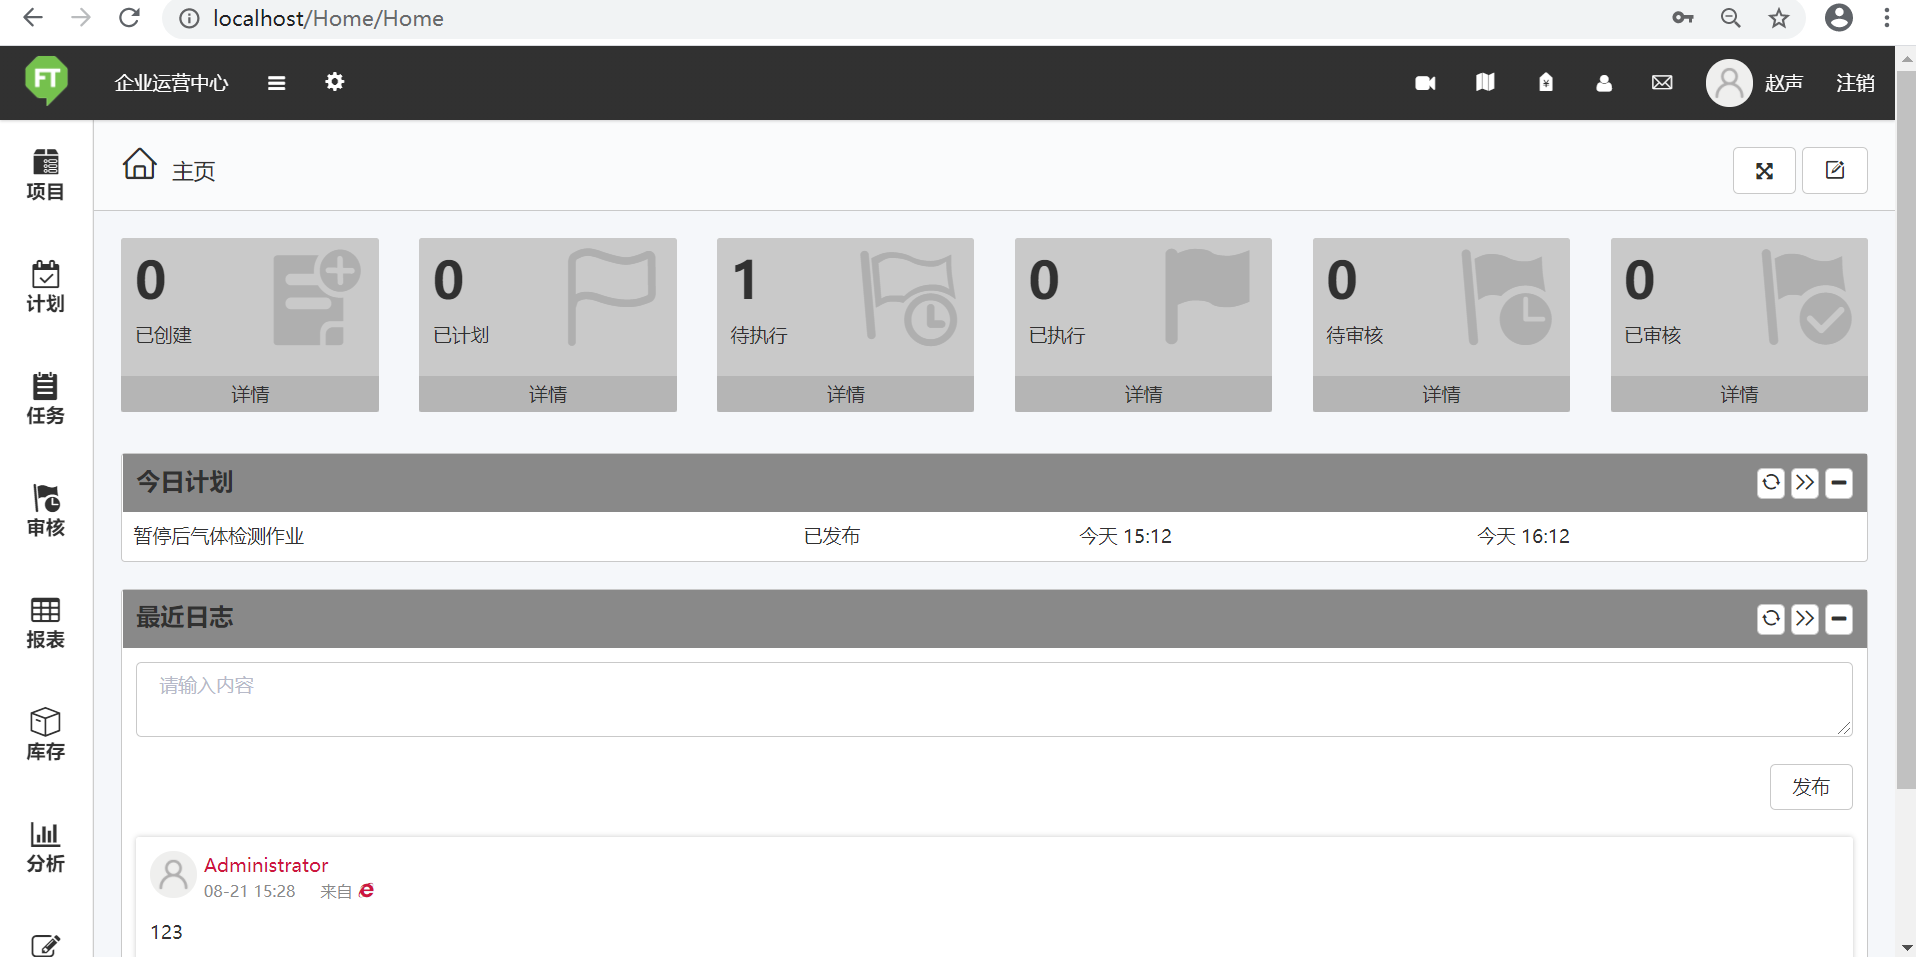 localhost/Home/Home
FT
企业运营中心
赵声
注销
项目
计划
任务
审核
报表
库存
分析
主页
0
已创建
详情
0
已计划
详情
1
待执行
详情
0
已执行
详情
0
待审核
详情
0
已审核
详情
今日计划
暂停后气体检测作业 已发布 今天 15:12 今天 16:12
最近日志
请输入内容
发布
Administrator
08-21 15:28 来自
123